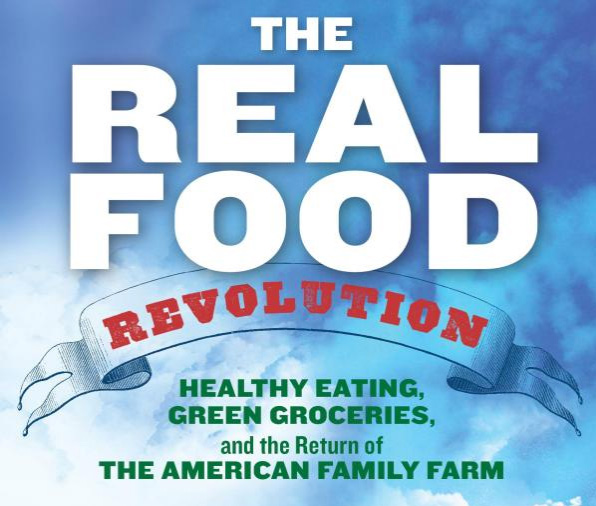 THE
REAL
FOOD
REVOLUTION
HEALTHY EATING,
GREEN GROCERIES,
and the Return of
THE AMERICAN FAMILY FARM